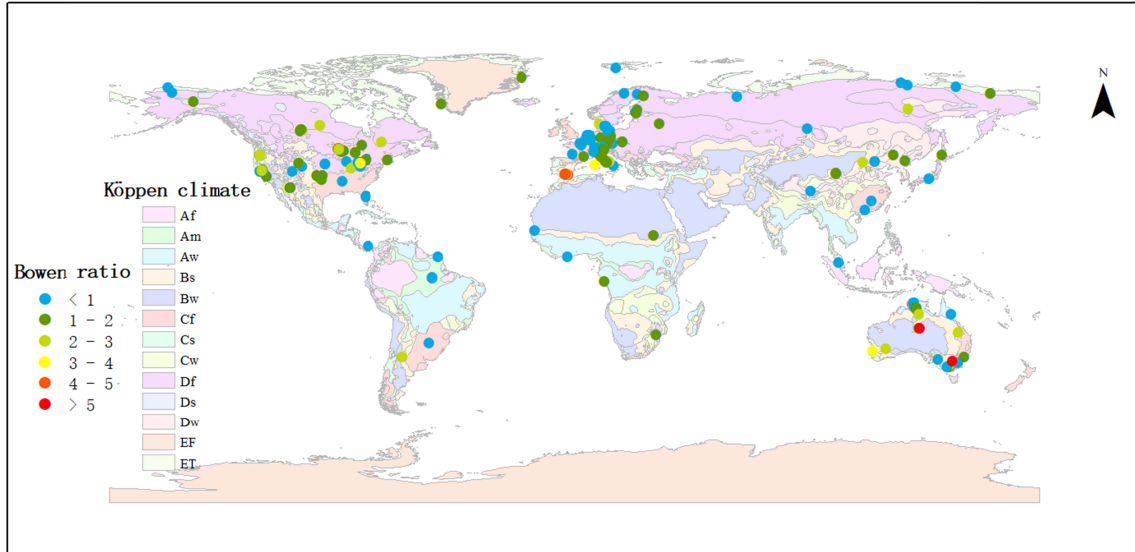 N
Köppen climate
Af
Am
Aw
Bs
Bw
Cf
Cs
Cw
Df
Ds
Dw
EF
ET
Bowen ratio
< 1
1 - 2
2 - 3
3 - 4
4 - 5
> 5